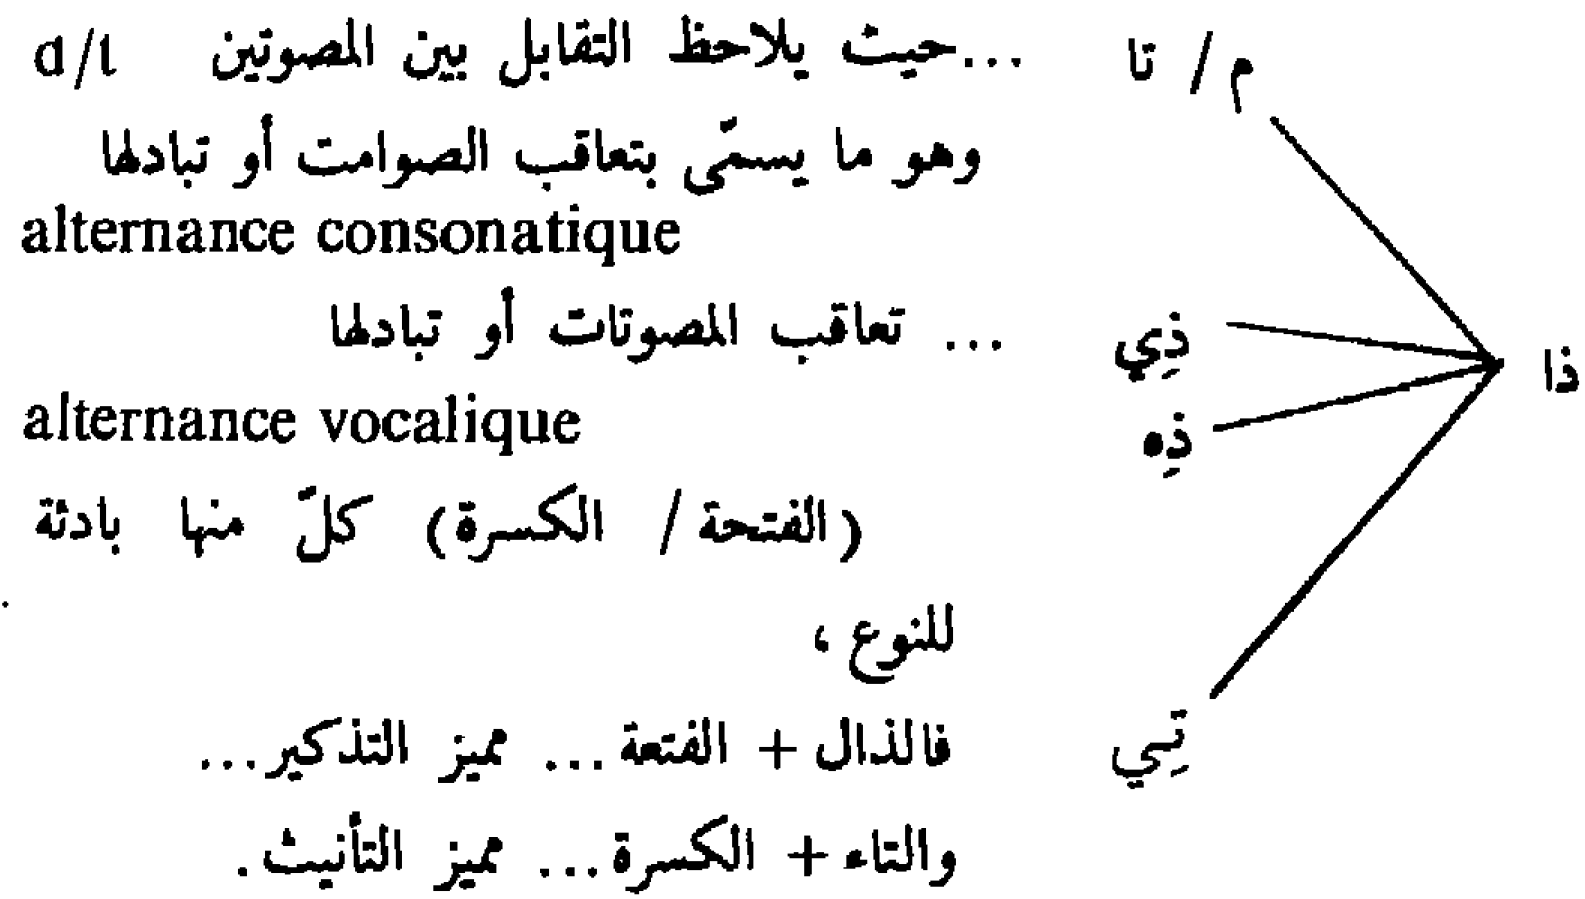 م / تا ...حيث يلاحظ التقابل بين المصوتين d/t
وهو ما يسمّى بتعاقب الصوامت أو تبادلها
alternance consonatique
ذا ذِي ... تعاقب المصوتات أو تبادلها
alternance vocalique
ذِه
(الفتحة / الكسرة) كلّ منها بادئة
للنوع ،
تِي فالذال + الفتعة... مميز التذكير...
والتاء + الكسرة... مميز التأنيث.